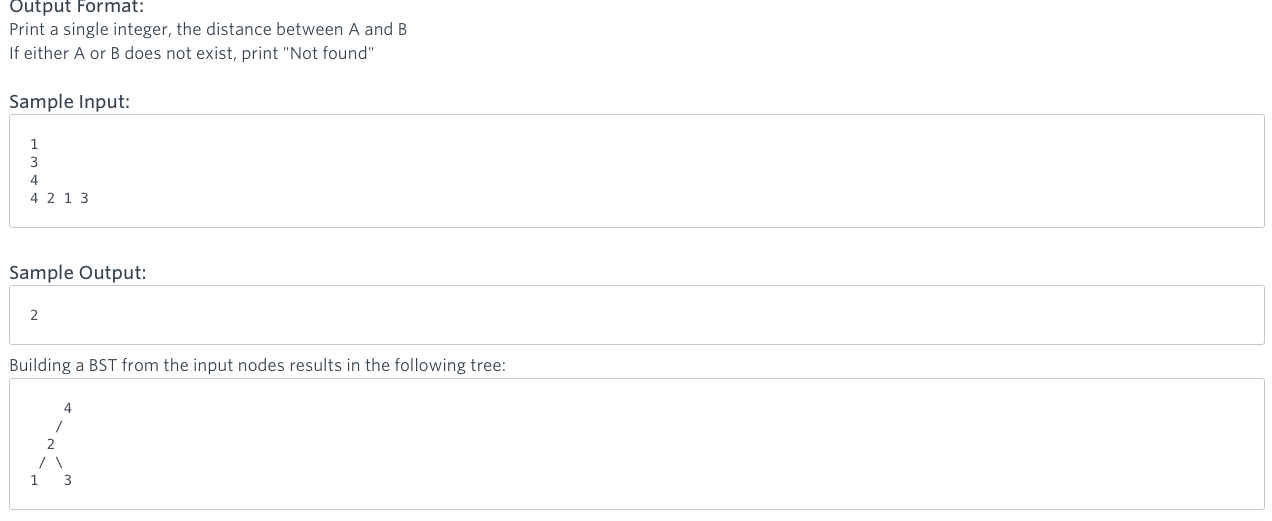 Output Format:
Print a single integer, the distance between A and B
If either A or B does not exist, print "Not found"
Sample Input:
1
3
4
4 2 1 3
Sample Output:
2
Building a BST from the input nodes results in the following tree:
4
/
2
/ \
1 3